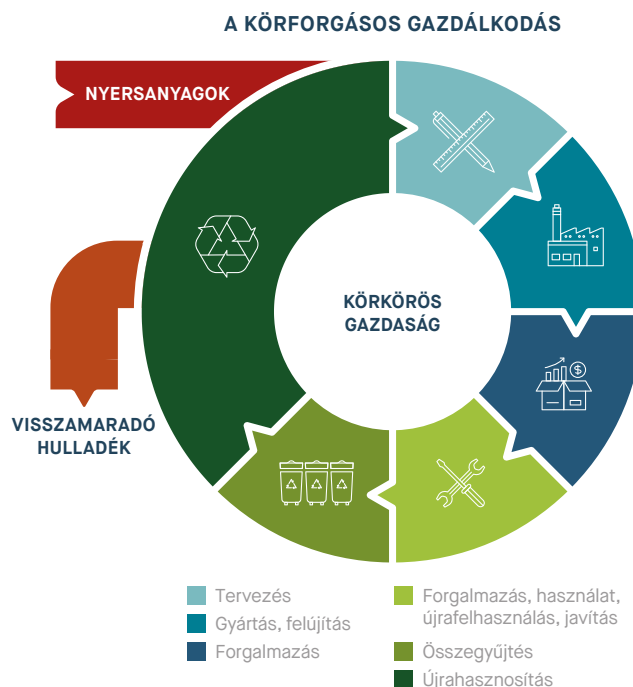 A KÖRFORGÁSOS GAZDÁLKODÁS
NYERSANYAGOK
KÖRKÖRÖS
GAZDASÁG
VISSZAMARADÓ
HULLADÉK
Tervezés
Gyártás, felújítás
Forgalmazás
Forgalmazás, használat,
újrafelhasználás, javítás
Összegyűjtés
Újrahasznosítás